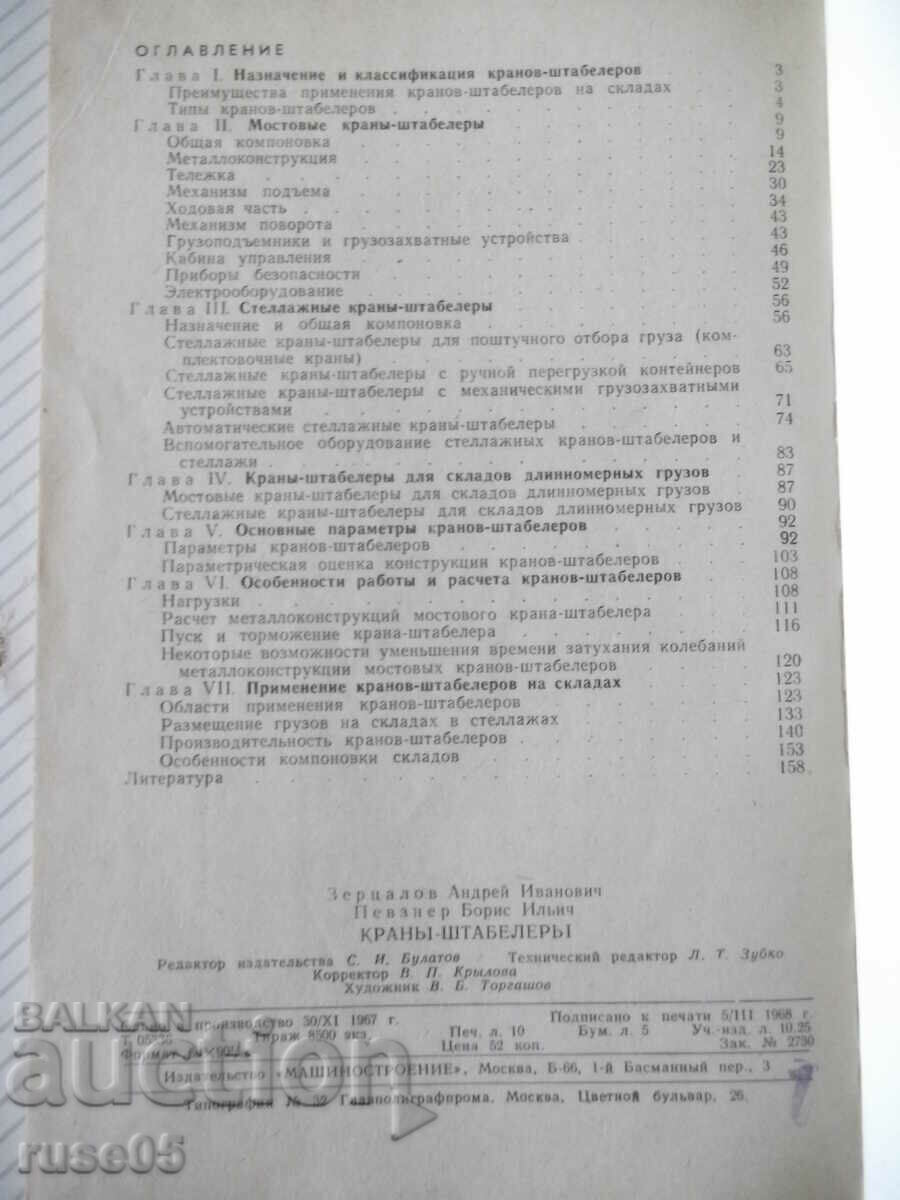 ОГЛАВЛЕНИЕ
Глава I. Назначение и классификация кранов-штабелеров . . . . 3
Преимущества применения кранов-штабелеров на складах . . 3
Типы кранов-штабелеров . . . . . . . . . . 4
Глава II. Мостовые краны-штабелеры . . . . . . . . 9
Общая компоновка . . . . . . . . . . 9
Металлоконструкция . . . . . . . . . . 14
Тележка . . . . . . . . . . 23
Механизм подъема . . . . . . . . . . 30
Ходовая часть . . . . . . . . . . 34
Механизм поворота . . . . . . . . . . 43
Грузоподъемники и грузозахватные устройства . . . . . . 43
Кабина управления . . . . . . . . . . 46
Приборы безопасности . . . . . . . . . . 49
Электрооборудование . . . . . . . . . . 52
Глава III. Стеллажные краны-штабелеры . . . . . . . . 56
Назначение и общая компоновка . . . . . . . . 56
Стеллажные краны-штабелеры для поштучного отбора груза (ком-
плектовочные краны) . . . . . . . . . . 63
Стеллажные краны-штабелеры с ручной перегрузкой контейнеров 65
Стеллажные краны-штабелеры с механическими грузозахватными
устройствами . . . . . . . . . . 71
Автоматические стеллажные краны-штабелеры . . . . . . 74
Вспомогательное оборудование стеллажных кранов-штабелеров и
стеллажи . . . . . . . . . . 83
Глава IV. Краны-штабелеры для складов длинномерных грузов . 87
Мостовые краны-штабелеры для складов длинномерных грузов . 87
Стеллажные краны-штабелеры для складов длинномерных грузов 90
Глава V. Основные параметры кранов-штабелеров . . . . . 92
Параметры кранов-штабелеров . . . . . . . . 92
Параметрическая оценка конструкции кранов-штабелеров . . . 103
Глава VI. Особенности работы и расчета кранов-штабелеров . . . 108
Нагрузки . . . . . . . . . . 108
Расчет металлоконструкций мостового крана-штабелера . . . . 111
Пуск и торможение крана-штабелера . . . . . . . . 116
Некоторые возможности уменьшения времени затухания колебаний
металлоконструкции мостовых кранов-штабелеров . . . . . 120
Глава VII. Применение кранов-штабелеров на складах . . . . . 123
Области применения кранов-штабелеров . . . . . . . 123
Размещение грузов на складах в стеллажах . . . . . . 133
Производительность кранов-штабелеров . . . . . . . 140
Особенности компоновки складов . . . . . . . . 153
Литература . . . . . . . . . . 158
Зерцалов Андрей Иванович
Певзнер Борис Ильич
КРАНЫ-ШТАБЕЛЕРЫ
Редактор издательства С. И. Булатов Технический редактор Л. Т. Зубко
Корректор В. П. Крылова
Художник В. Б. Торгашов
производство 30/XI 1967 г. Подписано к печати 5/III 1968 г.
Тираж 8500 экз. Печ. л. 10 Бум. л. 5 Уч.-изд. л. 10,25
Формат Цена 52 коп. Зак. № 2730
Издательство «МАШИНОСТРОЕНИЕ», Москва, Б-66, 1-й Басманный пер., 3
Типография № 32 Главполиграфпрома. Москва, Цветной бульвар, 26.
BALKAN
auction
ruse05